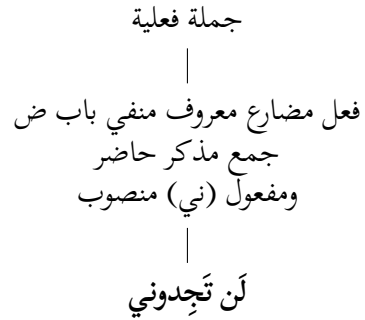 جملة فعلية
فعل مضارع معروف منفي باب ض
جمع مذكر حاضر
ومفعول (ني) منصوب
لَن تَجِدوني